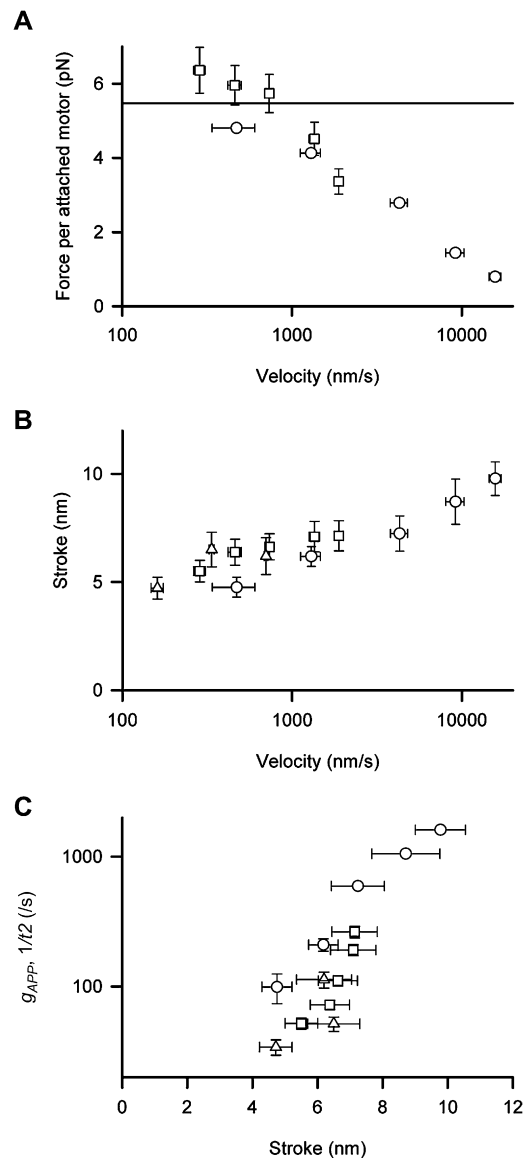 A
Force per attached motor (pN)
6
4
2
0
100
1000
10000
Velocity (nm/s)
B
Stroke (nm)
10
5
0
100
1000
10000
Velocity (nm/s)
C
g_APP, 1/t2 (/s)
1000
100
0
2
4
6
8
10
12
Stroke (nm)